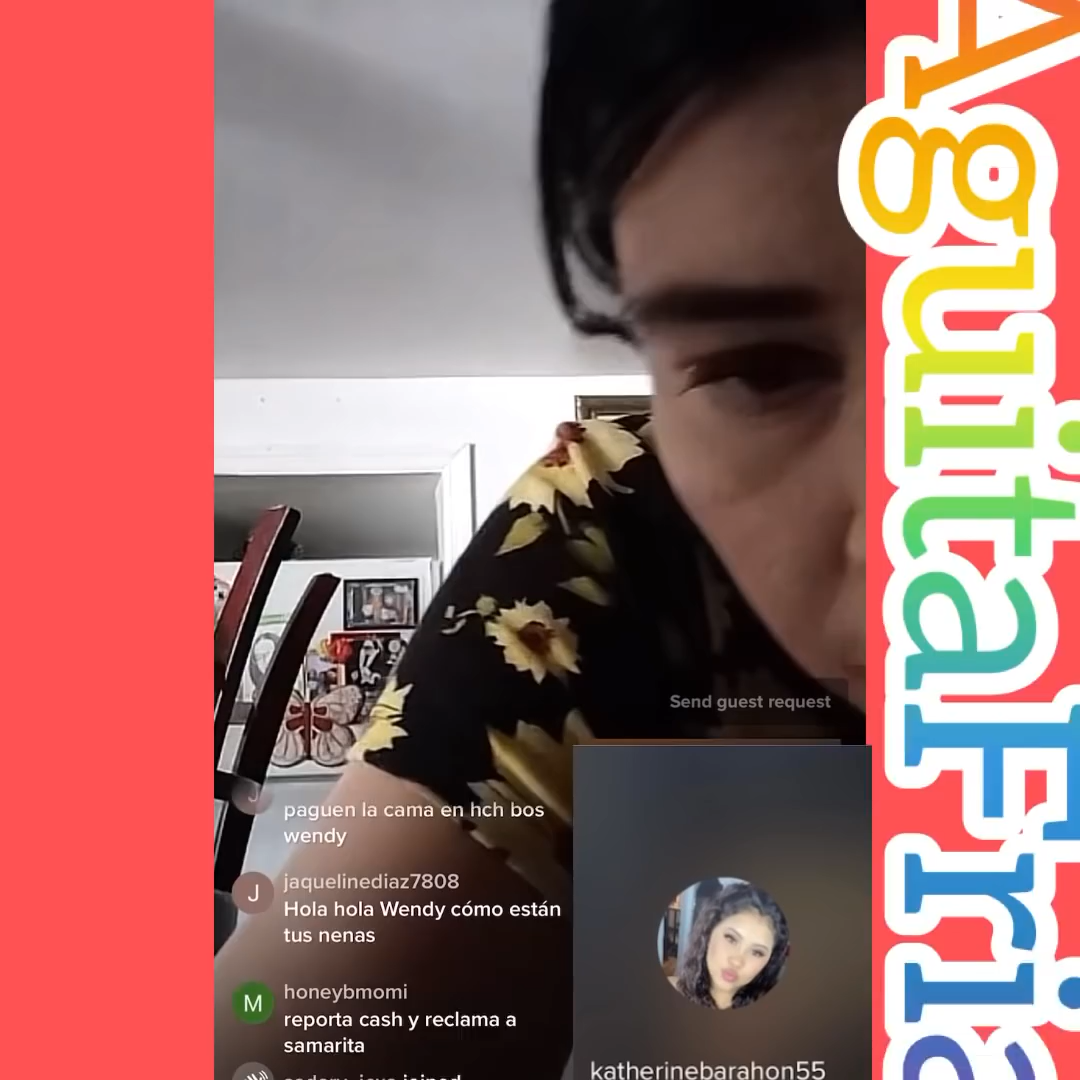 Send guest request
paguen la cama en hch bos
wendy
J
jaquelinediaz7808
Hola hola Wendy cómo están
tus nenas
M
honeybmomi
reporta cash y reclama a
samarita
katherinebarahon55
AguitaFria